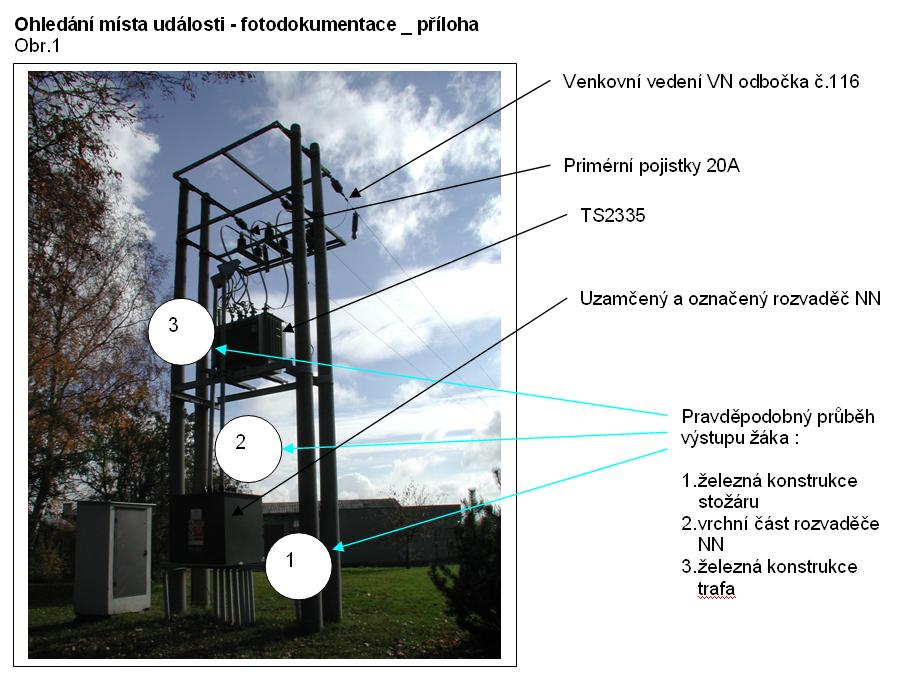 Ohledání místa události - fotodokumentace _ příloha
Obr.1
Venkovní vedení VN odbočka č.116
Primérní pojistky 20A
TS2335
Uzamčený a označený rozvaděč NN
3
2
1
Pravděpodobný průběh
výstupu žáka :
1.železná konstrukce
stožáru
2.vrchní část rozvaděče
NN
3.železná konstrukce
trafa